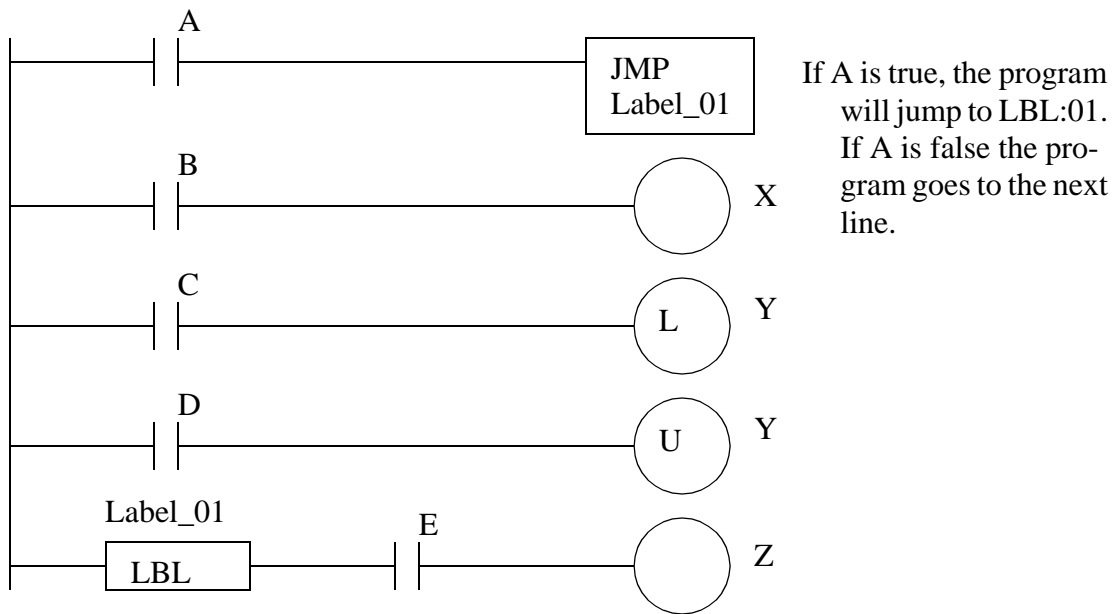 A
JMP
Label_01
If A is true, the program
will jump to LBL:01.
If A is false the pro-
gram goes to the next
line.
B
X
C
L
Y
D
U
Y
Label_01
LBL
E
Z